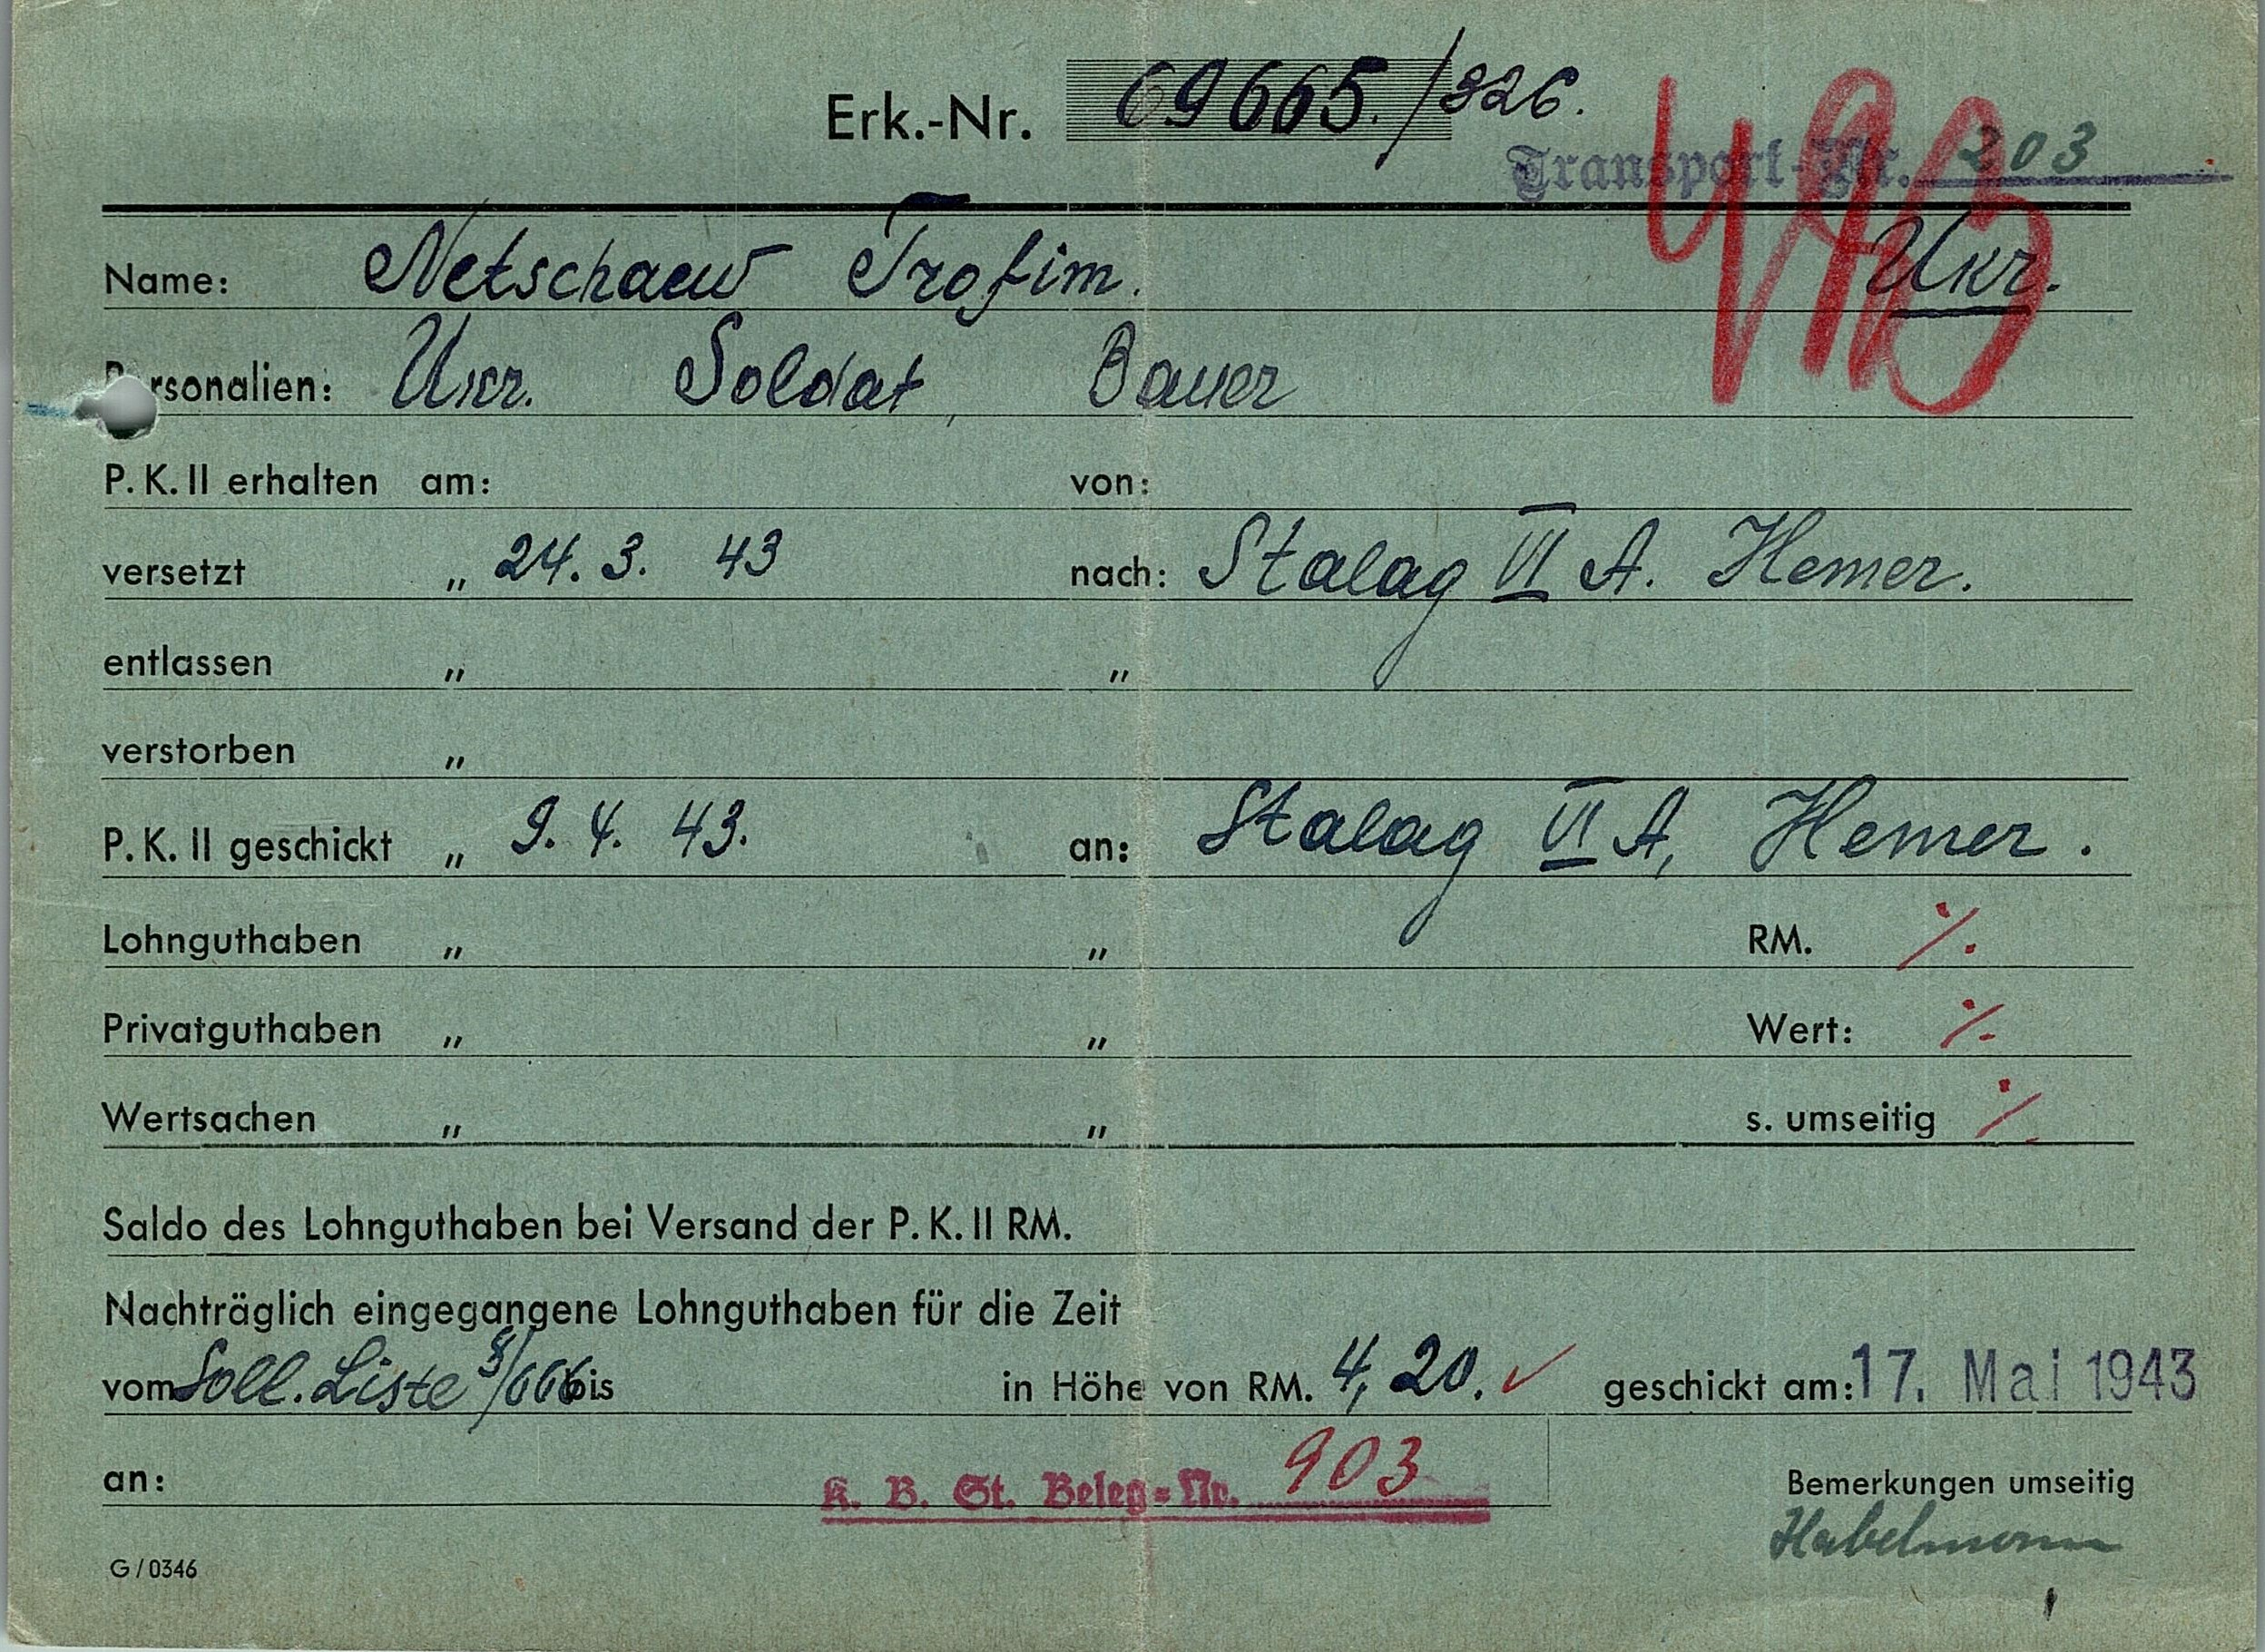 Erk.-Nr. 69665./326.
Transport-Nr. 203
Name: Netschaew Trofim. Ukr.
Personalien: Ukr. Soldat, Bauer
P. K. II erhalten am: von:
versetzt „ 24. 3. 43 nach: Stalag VI A. Hemer.
entlassen „ „
verstorben „
P. K. II geschickt „ 9. 4. 43. an: Stalag VI A, Hemer.
Lohnguthaben „ „ RM. ·/.
Privatguthaben „ „ Wert: ·/.
Wertsachen „ „ s. umseitig ·/.
Saldo des Lohnguthaben bei Versand der P. K. II RM.
Nachträglich eingegangene Lohnguthaben für die Zeit
vom Soll. Liste bis in Höhe von RM. 4,20. ✓ geschickt am: 17. Mai 1943
an: K. B. St. Beleg=Nr. 903
Bemerkungen umseitig
Habelmann
G/0346